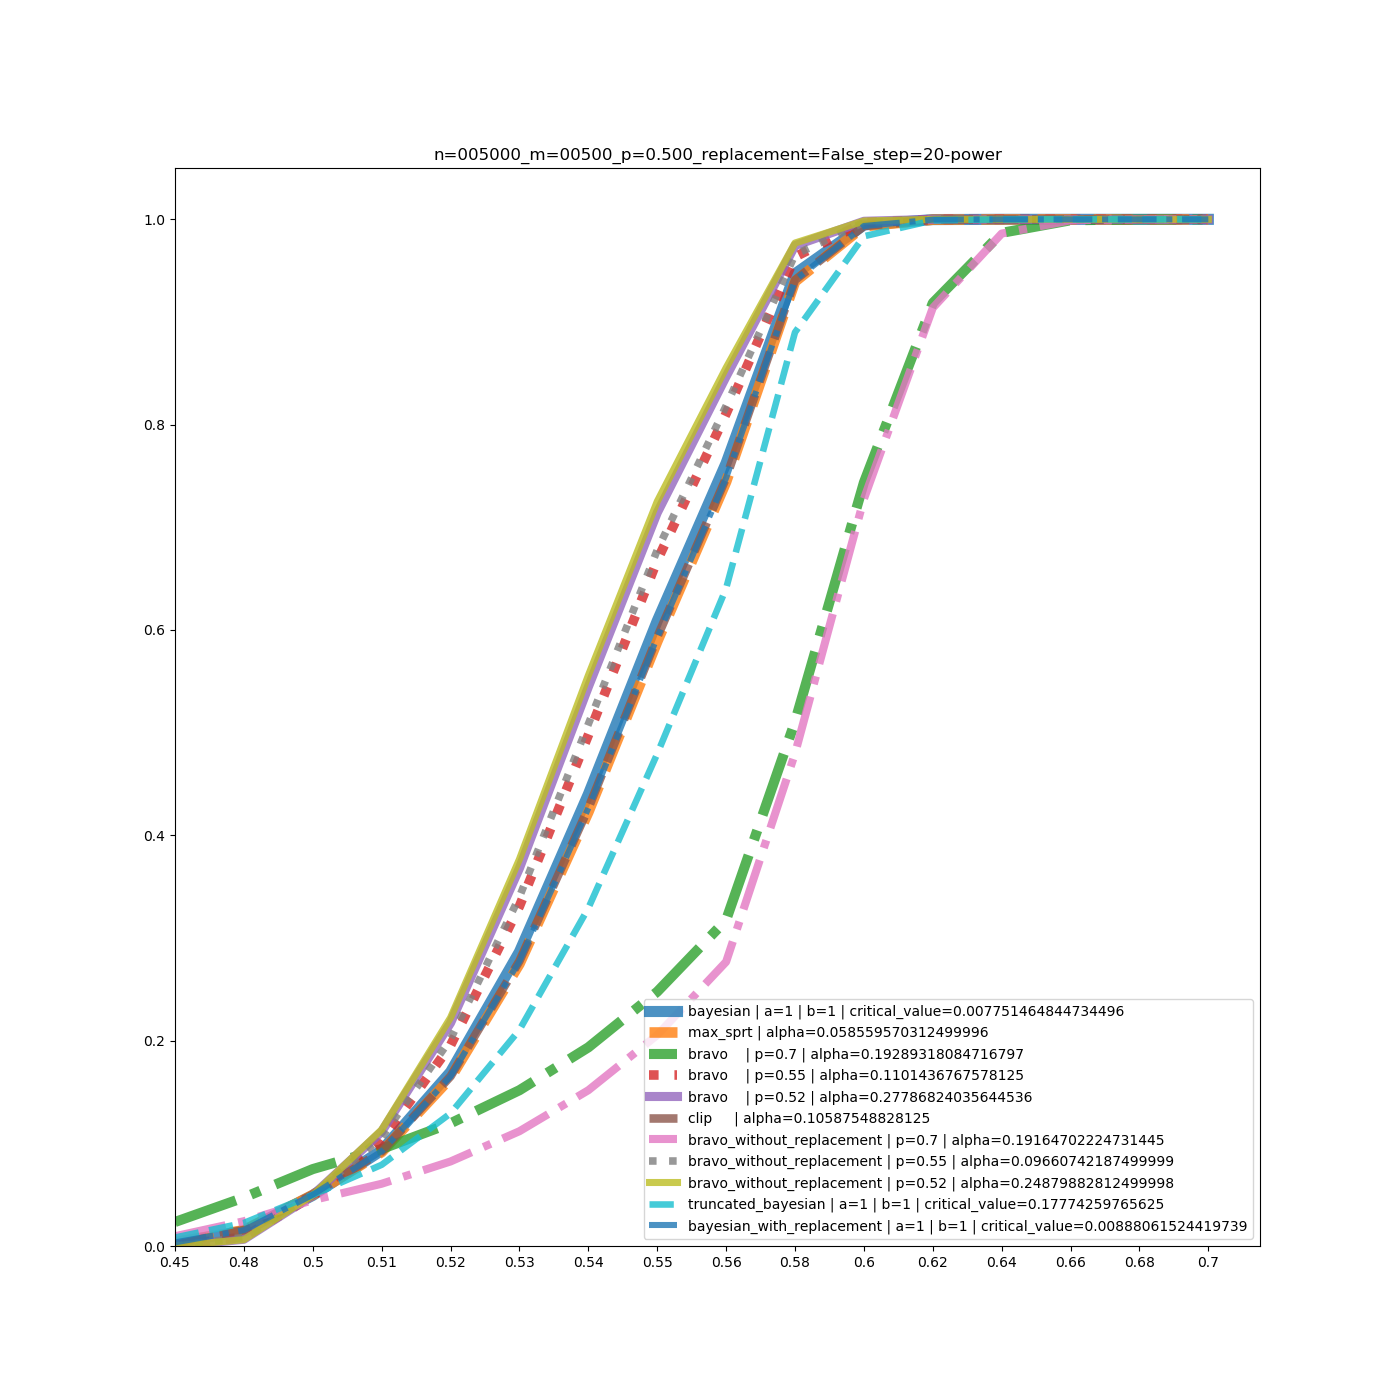 n=005000_m=00500_p=0.500_replacement=False_step=20-power
1.0
0.8
0.6
0.4
0.2
0.0
bayesian | a=1 | b=1 | critical_value=0.007751464844734496
max_sprt | alpha=0.058559570312499996
bravo | p=0.7 | alpha=0.19289318084716797
bravo | p=0.55 | alpha=0.1101436767578125
bravo | p=0.52 | alpha=0.27786824035644536
clip | alpha=0.10587548828125
bravo_without_replacement | p=0.7 | alpha=0.19164702224731445
bravo_without_replacement | p=0.55 | alpha=0.09660742187499999
bravo_without_replacement | p=0.52 | alpha=0.24879882812499998
truncated_bayesian | a=1 | b=1 | critical_value=0.17774259765625
bayesian_with_replacement | a=1 | b=1 | critical_value=0.00888061524419739
0.45 0.48 0.5 0.51 0.52 0.53 0.54 0.55 0.56 0.58 0.6 0.62 0.64 0.66 0.68 0.7